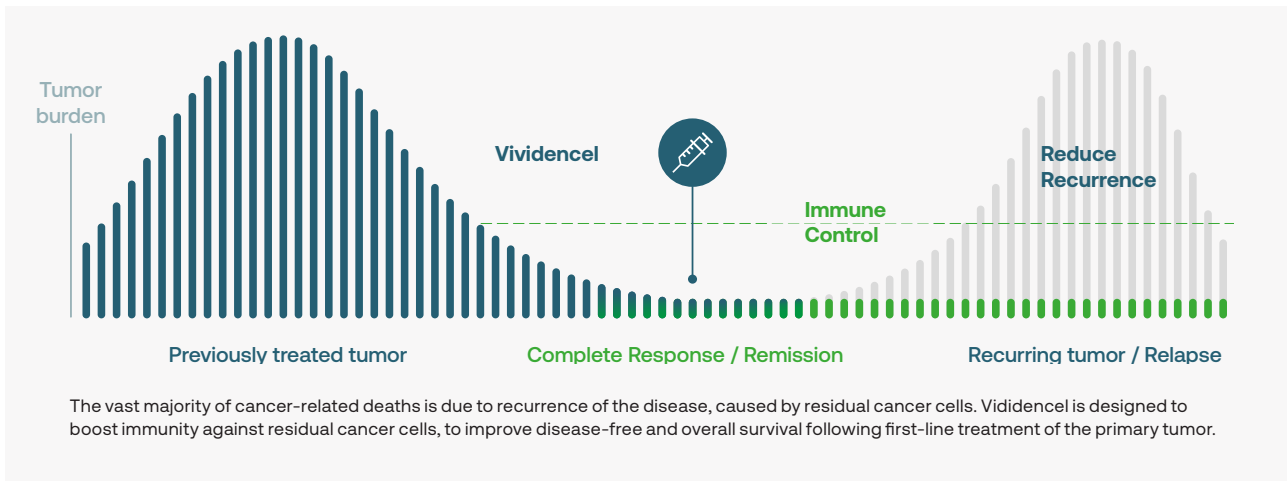 Tumor
burden
Vividencel
Reduce
Recurrence
Immune
Control
Previously treated tumor
Complete Response / Remission
Recurring tumor / Relapse
The vast majority of cancer-related deaths is due to recurrence of the disease, caused by residual cancer cells. Vididencel is designed to
boost immunity against residual cancer cells, to improve disease-free and overall survival following first-line treatment of the primary tumor.